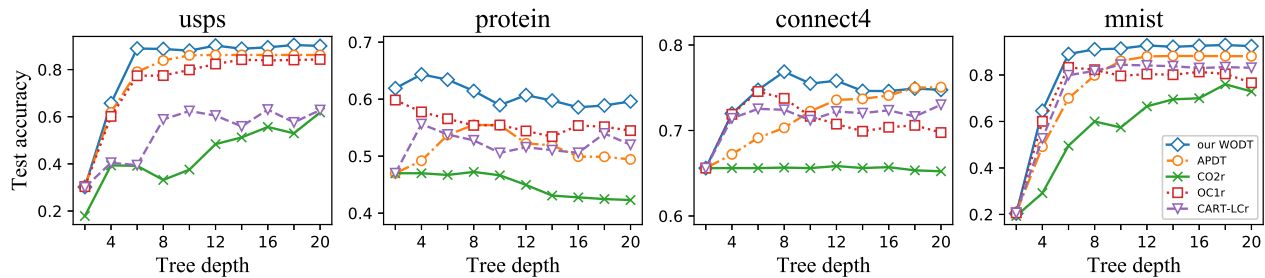 usps
protein
connect4
mnist
Test accuracy
0.8
0.6
0.4
0.2
4
8
12
16
20
Tree depth
0.7
0.6
0.5
0.4
4
8
12
16
20
Tree depth
0.8
0.7
0.6
4
8
12
16
20
Tree depth
0.8
0.6
0.4
0.2
4
8
12
16
20
Tree depth
our WODT
APDT
CO2r
OC1r
CART-LCr